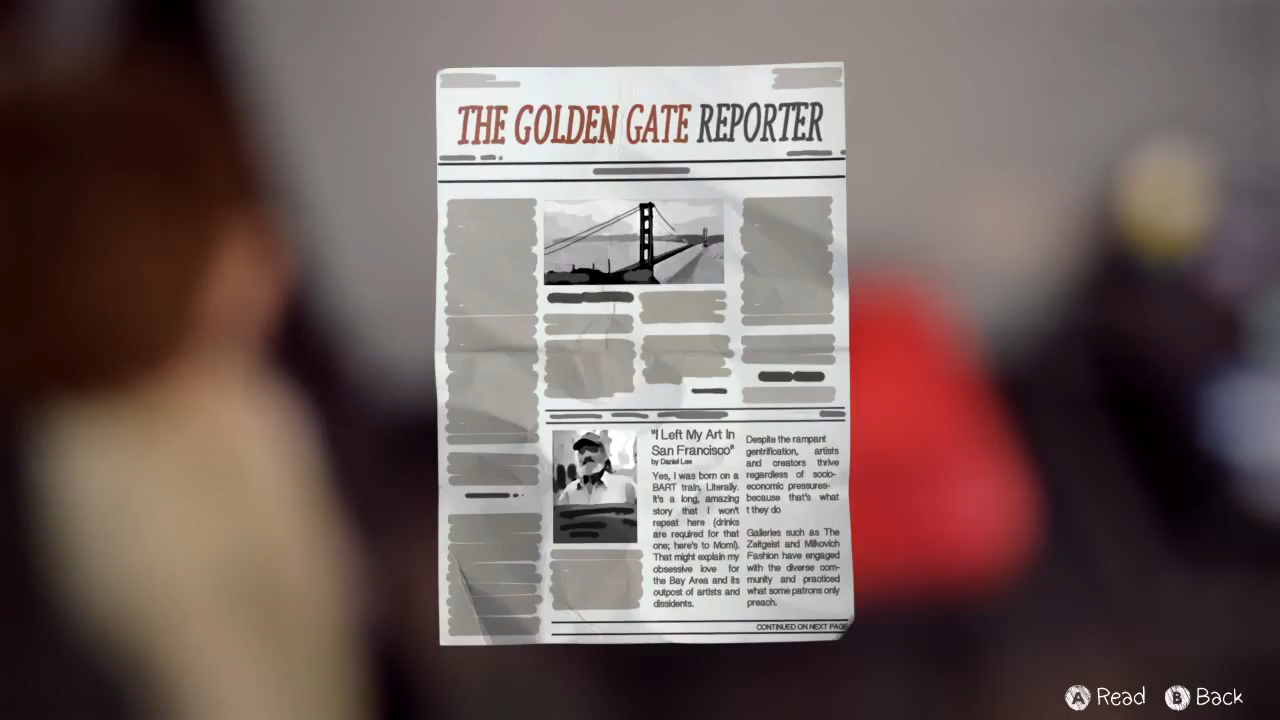 THE GOLDEN GATE REPORTER
"I Left My Art In
San Francisco"
by Daniel Lee
Yes, I was born on a
BART train. Literally.
It's a long, amazing
story that I won't
repeat here (drinks
are required for that
one; here's to Mom!).
That might explain my
obsessive love for
the Bay Area and its
outpost of artists and
dissidents.
Despite the rampant
gentrification, artists
and creators thrive
regardless of socio-
economic pressures-
because that's what
t they do
Galleries such as The
Zeitgeist and Milkovich
Fashion have engaged
with the diverse com-
munity and practiced
what some patrons only
preach.
CONTINUED ON NEXT PAGE
A Read B Back